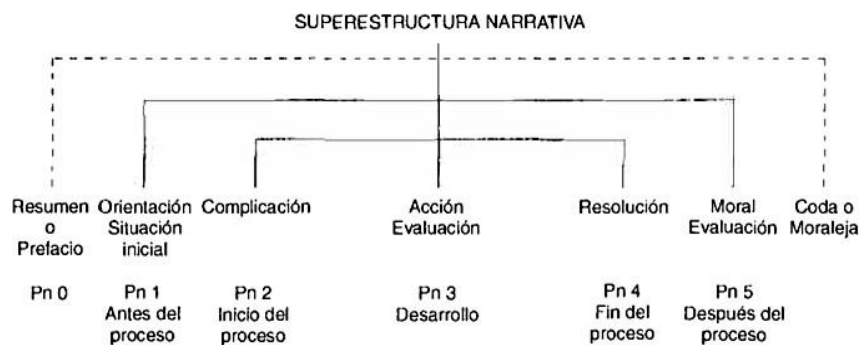 SUPERESTRUCTURA NARRATIVA
Resumen Orientación Complicación Acción Resolución Moral Coda o
o Situación Evaluación Evaluación Moraleja
Prefacio inicial
Pn 0 Pn 1 Pn 2 Pn 3 Pn 4 Pn 5
Antes del Inicio del Desarrollo Fin del Después del
proceso proceso proceso proceso